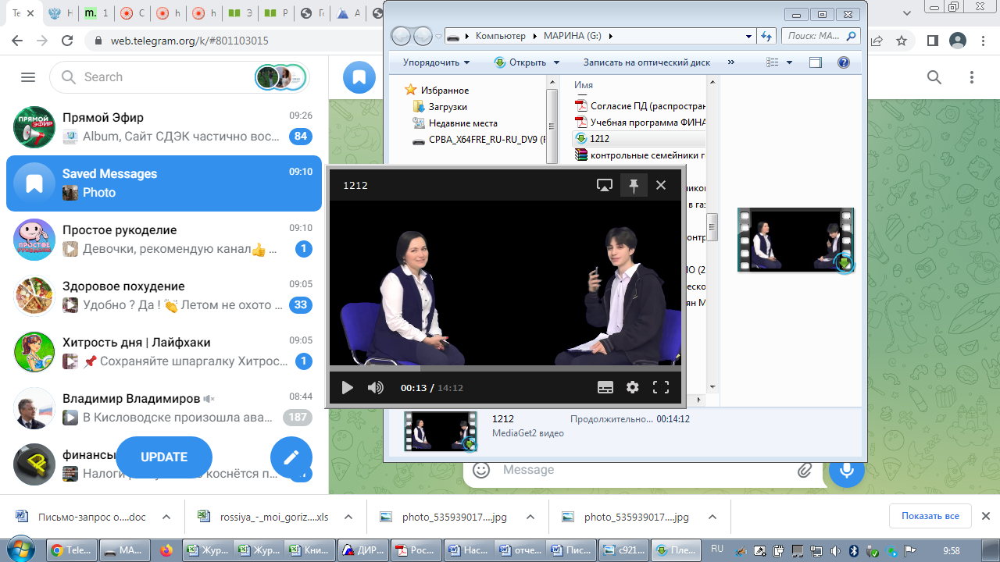 Te
H
m.
1
С
h
h
Э
Р
А
web.telegram.org/k/#801103015
Search
Прямой Эфир
09:26
Album, Сайт СДЭК частично вос...
84
Saved Messages
09:10
Photo
Простое рукоделие
09:10
Девочки, рекомендую канал👍 ...
1
Здоровое похудение
09:05
Удобно ? Да ! 👏 Летом не охото ...
33
Хитрость дня | Лайфхаки
09:05
📌 Сохраняйте шпаргалку Хитрос...
1
Владимир Владимиров
08:44
В Кисловодске произошла ава...
187
финансы
Налоги
коснётся п...
UPDATE
ПРЯМОЙ
ЭФИР
ПРОСТОЕ
Компьютер
МАРИНА (G:)
Поиск: МА...
Упорядочить
Открыть
Записать на оптический диск
»
Избранное
Загрузки
Недавние места
CPBA_X64FRE_RU-RU_DV9 (
Имя
Согласие ПД (распростран
Учебная программа ФИНА
1212
контрольные семейники г
в газ
контр
1212
00:13 / 14:12
1212
Продолжительно... 00:14:12
MediaGet2 видео
Message
Письмо-запрос о....doc
rossiya_-_moi_goriz....xls
photo_535939017....jpg
photo_535939017....jpg
Показать все
Tele...
МА...
Жур...
Жур...
Кни...
ДИР...
Рос...
Нас...
отче...
Пис...
c921...
Пле...
RU
9:58